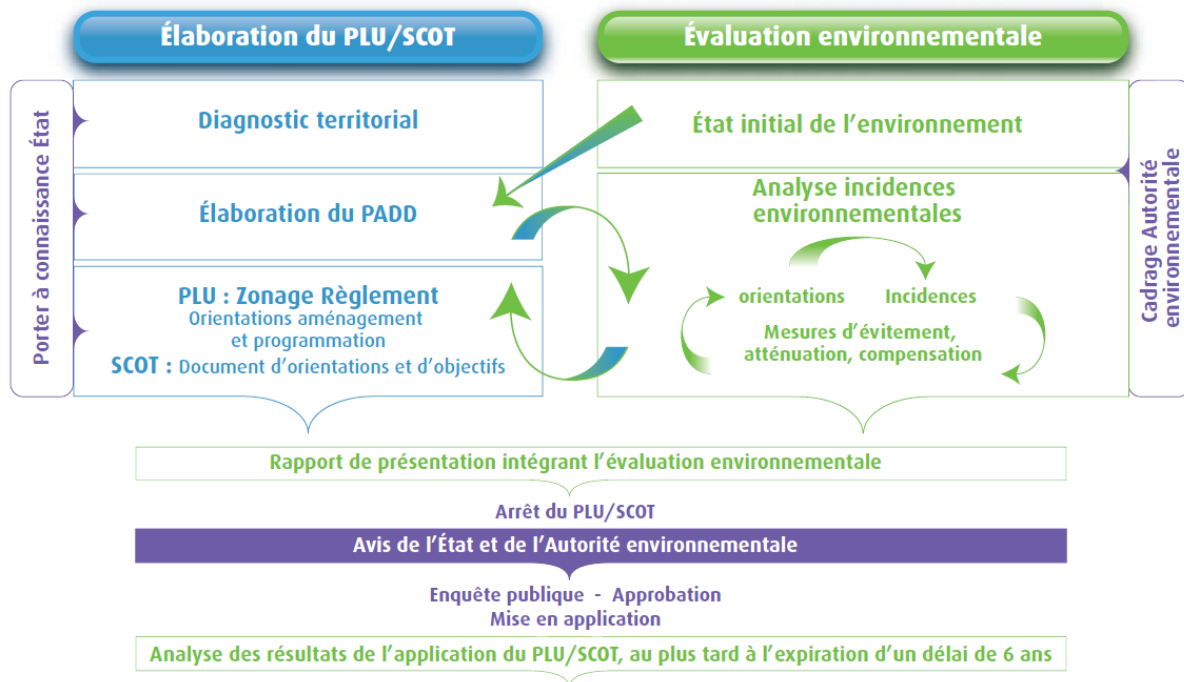 Élaboration du PLU/SCOT
Évaluation environnementale
Porter à connaissance État
Diagnostic territorial
Élaboration du PADD
PLU : Zonage Règlement
Orientations aménagement
et programmation
SCOT : Document d'orientations et d'objectifs
État initial de l'environnement
Analyse incidences
environnementales
orientations
Incidences
Mesures d'évitement,
atténuation, compensation
Cadrage Autorité
environnementale
Rapport de présentation intégrant l'évaluation environnementale
Arrêt du PLU/SCOT
Avis de l'État et de l'Autorité environnementale
Enquête publique - Approbation
Mise en application
Analyse des résultats de l'application du PLU/SCOT, au plus tard à l'expiration d'un délai de 6 ans